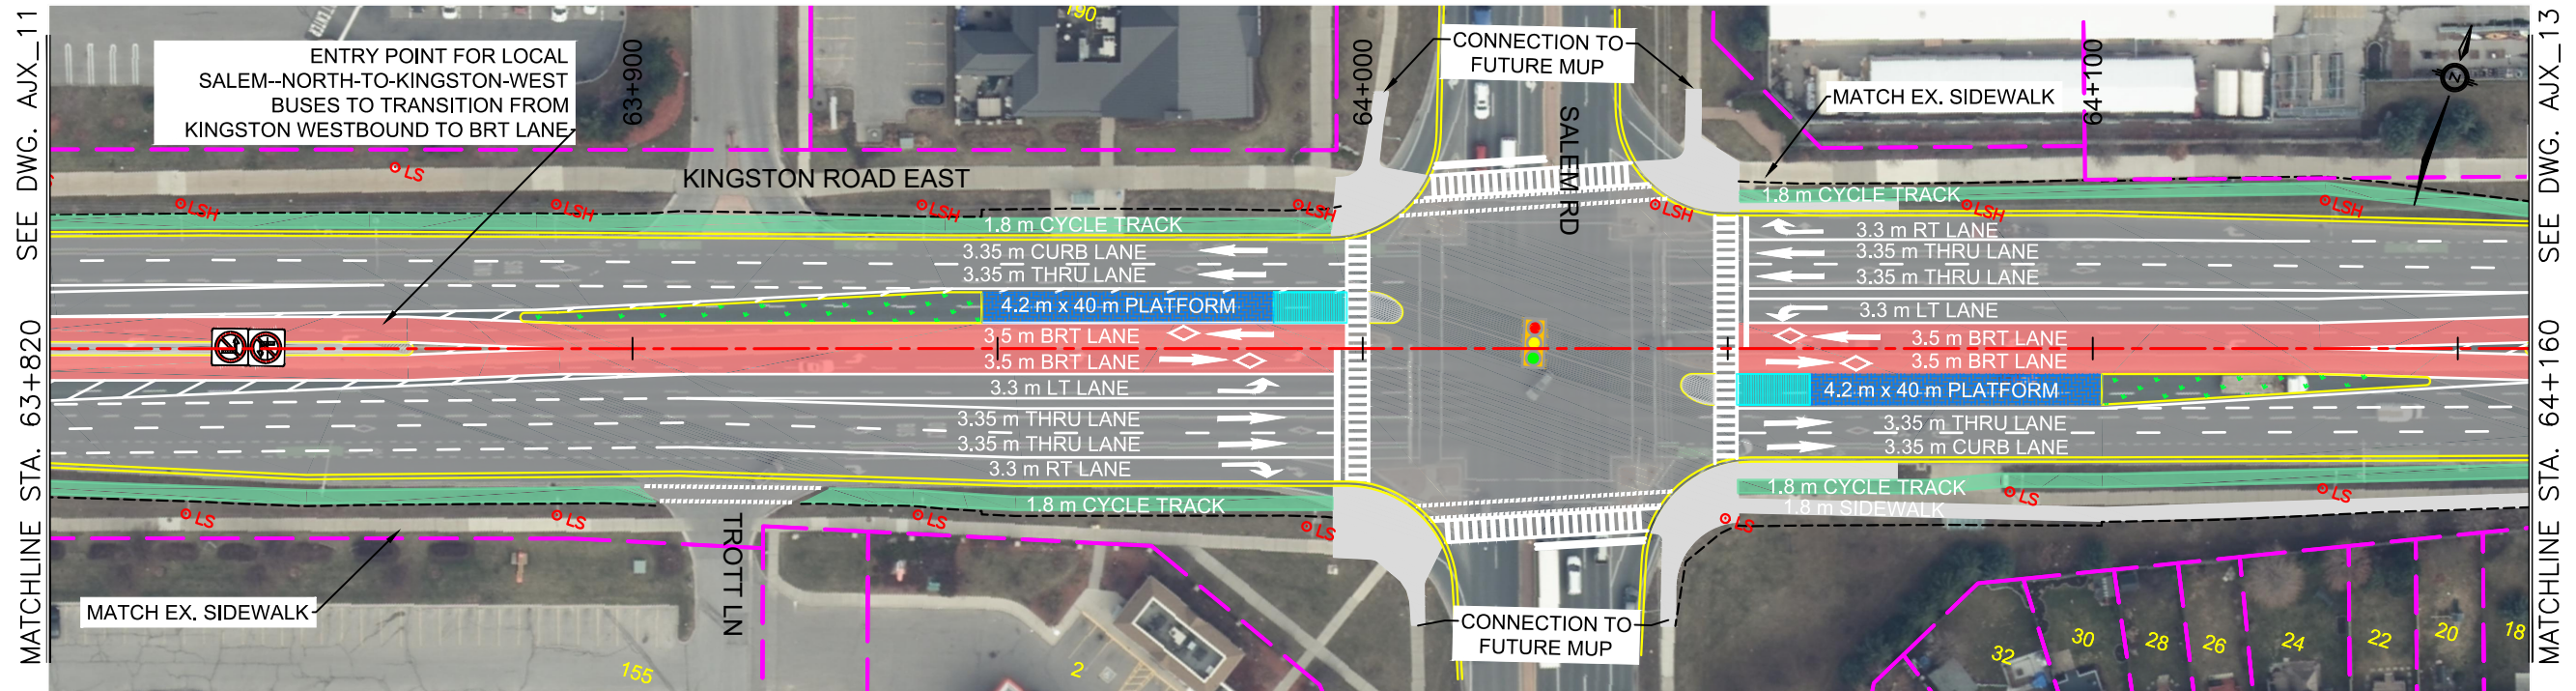 SEE DWG. AJX_11
MATCHLINE STA. 63+820
ENTRY POINT FOR LOCAL
SALEM--NORTH-TO-KINGSTON-WEST
BUSES TO TRANSITION FROM
KINGSTON WESTBOUND TO BRT LANE
63+900
190
64+000
CONNECTION TO
FUTURE MUP
SALEM RD
MATCH EX. SIDEWALK
64+100
N
SEE DWG. AJX_13
MATCHLINE STA. 64+160
LS
KINGSTON ROAD EAST
LSH
LSH
LSH
LSH
LSH
LSH
LSH
1.8 m CYCLE TRACK
1.8 m CYCLE TRACK
3.35 m CURB LANE
3.35 m THRU LANE
4.2 m x 40 m PLATFORM
3.5 m BRT LANE
3.5 m BRT LANE
3.3 m LT LANE
3.35 m THRU LANE
3.35 m THRU LANE
3.3 m RT LANE
1.8 m CYCLE TRACK
3.3 m RT LANE
3.35 m THRU LANE
3.35 m THRU LANE
3.3 m LT LANE
3.5 m BRT LANE
3.5 m BRT LANE
4.2 m x 40 m PLATFORM
3.35 m THRU LANE
3.35 m CURB LANE
1.8 m CYCLE TRACK
1.8 m SIDEWALK
LS
LS
LS
LS
LS
LS
LS
TROTT LN
MATCH EX. SIDEWALK
CONNECTION TO
FUTURE MUP
155
2
32
30
28
26
24
22
20
18